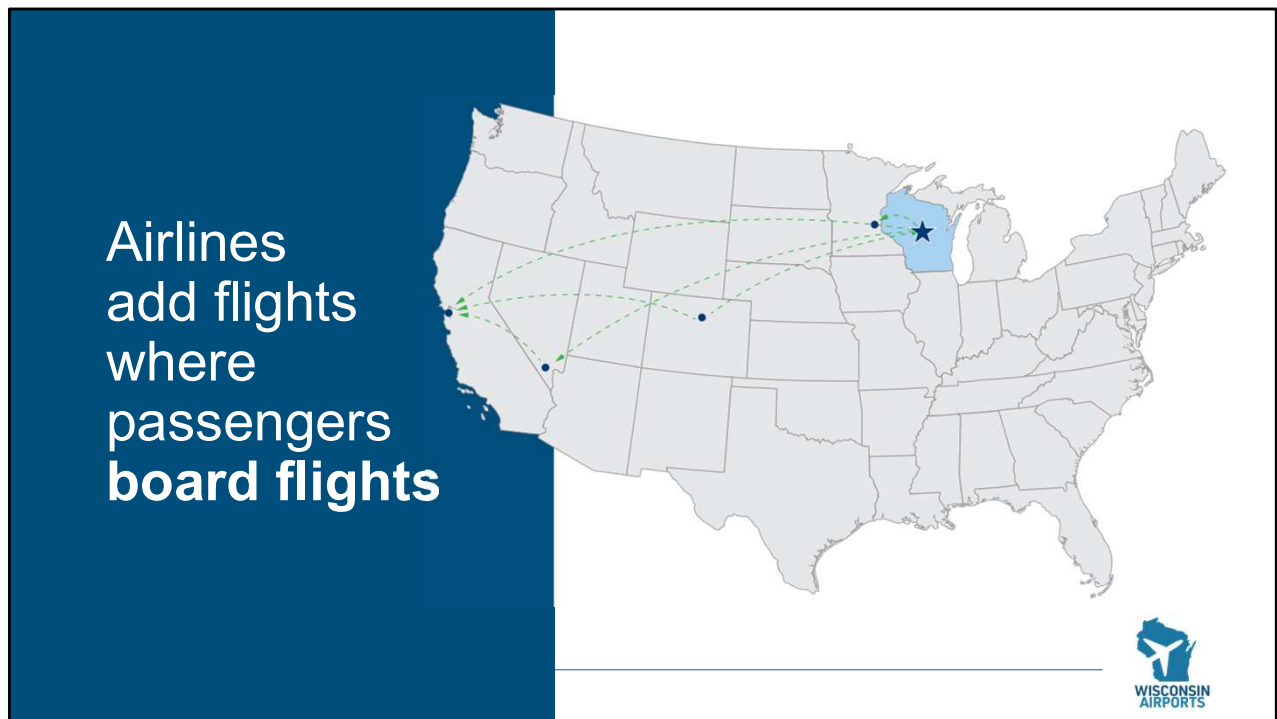 Airlines
add flights
where
passengers
board flights
WISCONSIN
AIRPORTS